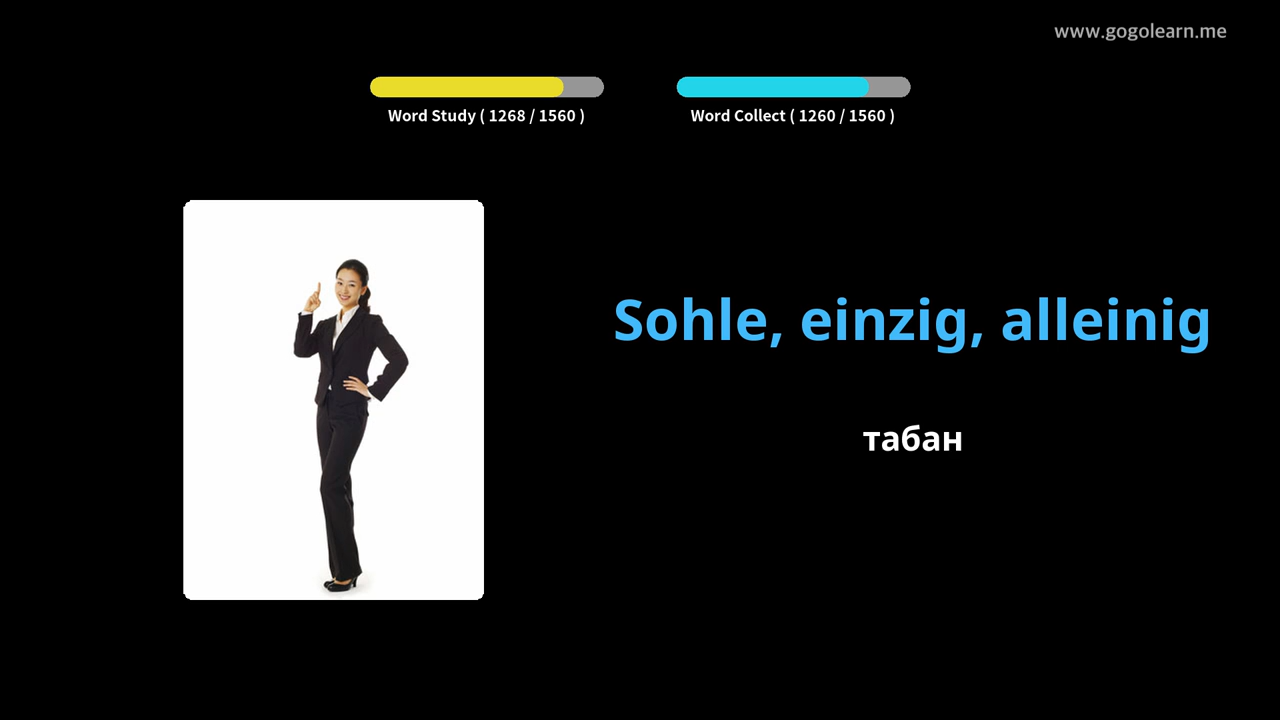 www.gogolearn.me
Word Study ( 1268 / 1560 )
Word Collect ( 1260 / 1560 )
Sohle, einzig, alleinig
табан